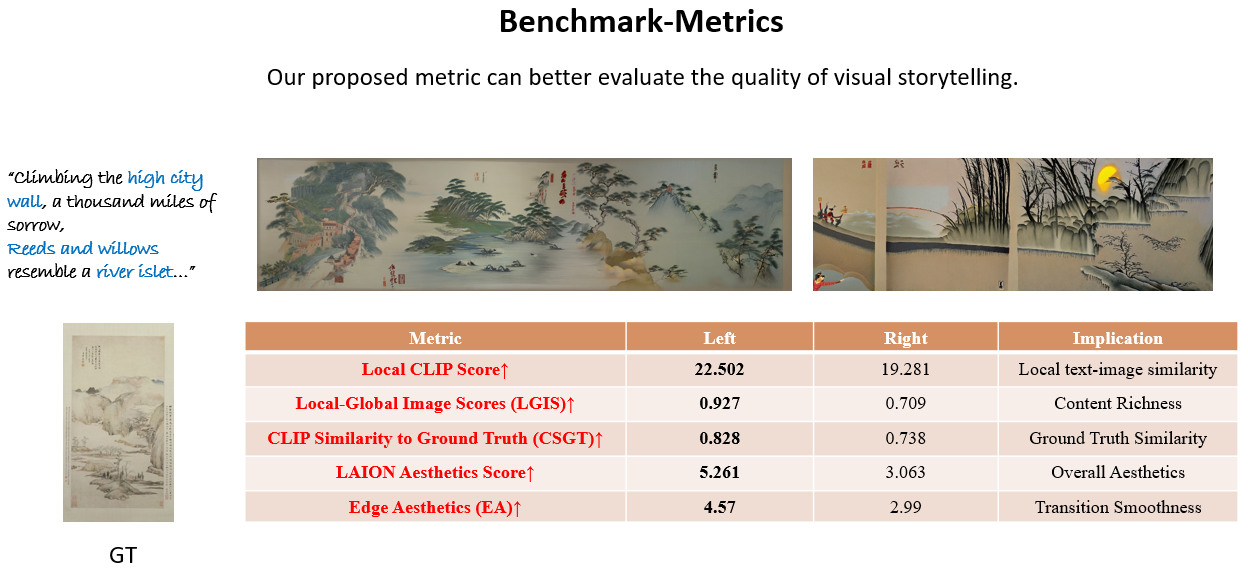 Benchmark-Metrics
Our proposed metric can better evaluate the quality of visual storytelling.
“Climbing the high city
wall, a thousand miles of
sorrow,
Reeds and willows
resemble a river islet...”
GT
Metric Left Right Implication
Local CLIP Score↑ 22.502 19.281 Local text-image similarity
Local-Global Image Scores (LGIS)↑ 0.927 0.709 Content Richness
CLIP Similarity to Ground Truth (CSGT)↑ 0.828 0.738 Ground Truth Similarity
LAION Aesthetics Score↑ 5.261 3.063 Overall Aesthetics
Edge Aesthetics (EA)↑ 4.57 2.99 Transition Smoothness